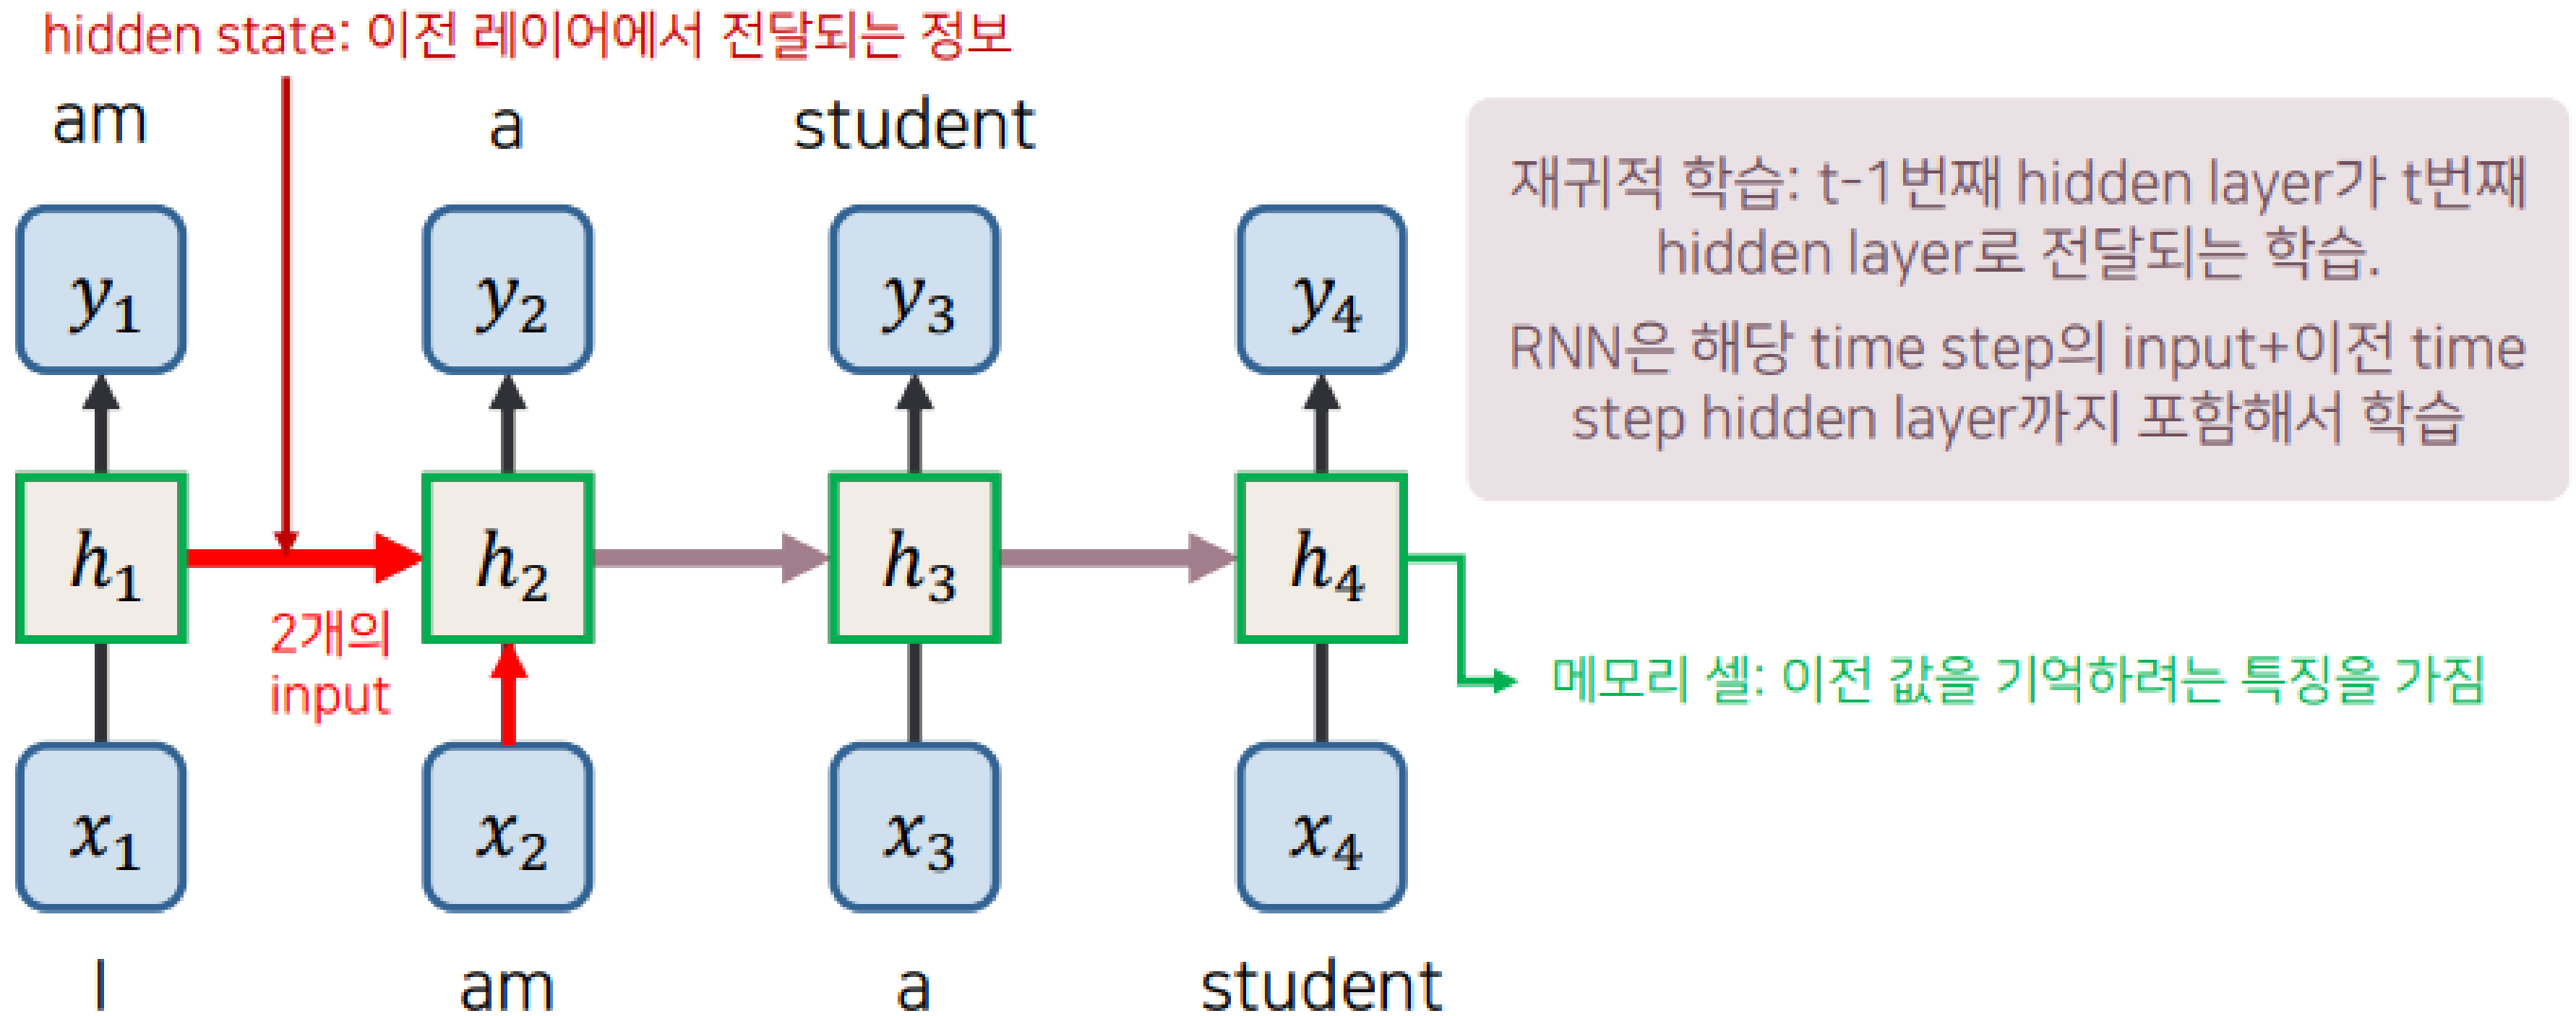 hidden state: 이전 레이어에서 전달되는 정보
am a student
재귀적 학습: t-1번째 hidden layer가 t번째
hidden layer로 전달되는 학습.
RNN은 해당 time step의 input+이전 time
step hidden layer까지 포함해서 학습
y1 y2 y3 y4
h1 h2 h3 h4
2개의
input
메모리 셀: 이전 값을 기억하려는 특징을 가짐
x1 x2 x3 x4
I am a student